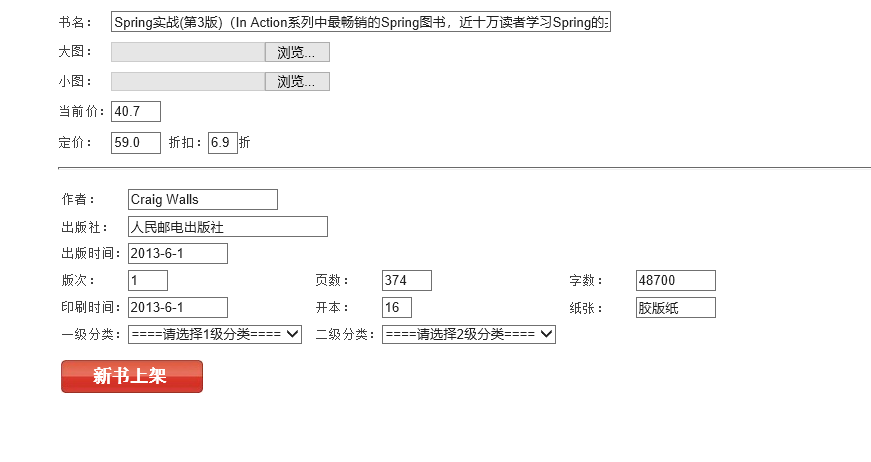 书名： Spring实战(第3版)（In Action系列中最畅销的Spring图书，近十万读者学习Spring的
大图： 浏览...
小图： 浏览...
当前价： 40.7
定价： 59.0 折扣： 6.9 折
作者： Craig Walls
出版社： 人民邮电出版社
出版时间： 2013-6-1
版次： 1 页数： 374 字数： 48700
印刷时间： 2013-6-1 开本： 16 纸张： 胶版纸
一级分类： ====请选择1级分类==== 二级分类： ====请选择2级分类====
新书上架